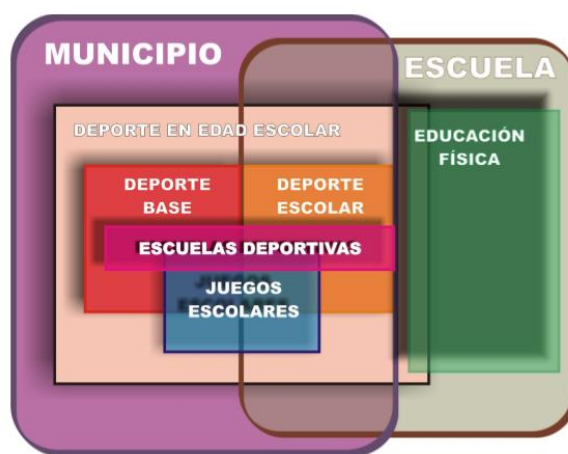 MUNICIPIO
ESCUELA
DEPORTE EN EDAD ESCOLAR
EDUCACIÓN
FÍSICA
DEPORTE
BASE
DEPORTE
ESCOLAR
ESCUELAS DEPORTIVAS
JUEGOS
ESCOLARES